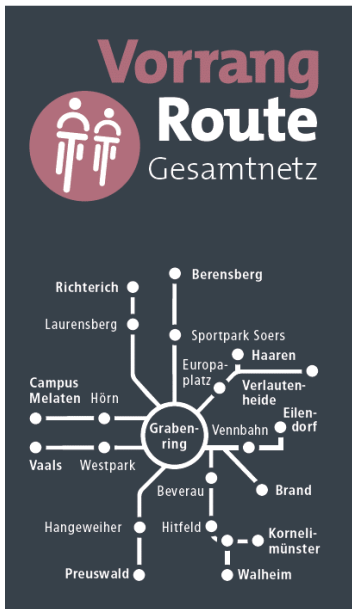 Vorrang
Route
Gesamtnetz
Berensberg
Richterich
Laurensberg
Sportpark Soers
Europa-
platz
Haaren
Verlauten-
heide
Campus
Melaten
Hörn
Graben-
ring
Vennbahn
Eilen-
dorf
Vaals
Westpark
Beverau
Brand
Hangeweiher
Hitfeld
Korneli-
münster
Preuswald
Walheim